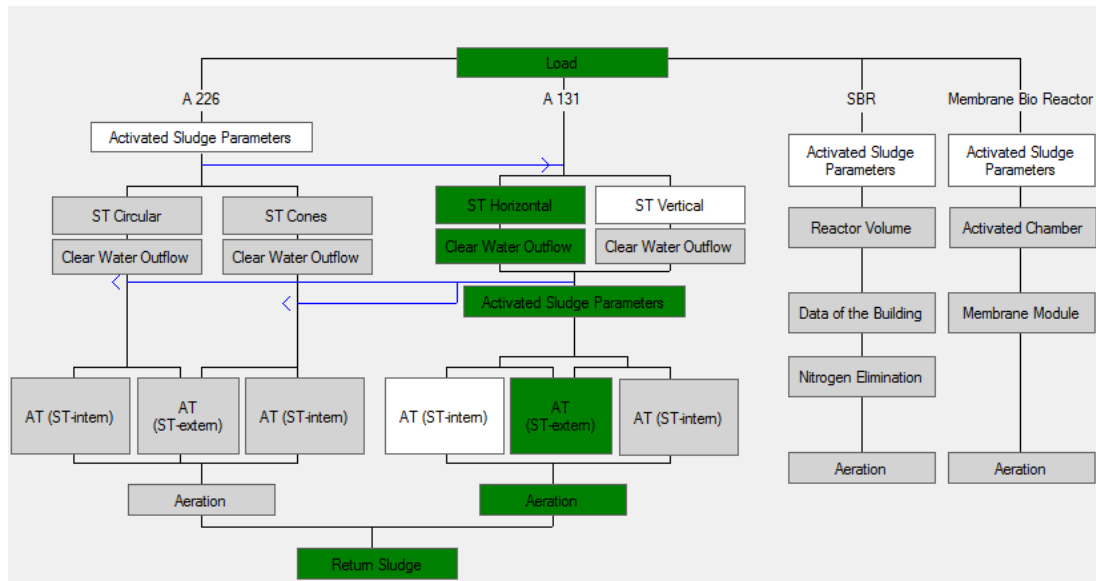 Load
A 226
A 131
SBR
Membrane Bio Reactor
Activated Sludge Parameters
Activated Sludge
Parameters
Activated Sludge
Parameters
ST Circular
ST Cones
ST Horizontal
ST Vertical
Reactor Volume
Activated Chamber
Clear Water Outflow
Clear Water Outflow
Clear Water Outflow
Clear Water Outflow
Activated Sludge Parameters
Data of the Building
Membrane Module
Nitrogen Elimination
AT (ST-intern)
AT
(ST-extern)
AT (ST-intern)
AT (ST-intern)
AT
(ST-extern)
AT (ST-intern)
Aeration
Aeration
Aeration
Aeration
Return Sludge